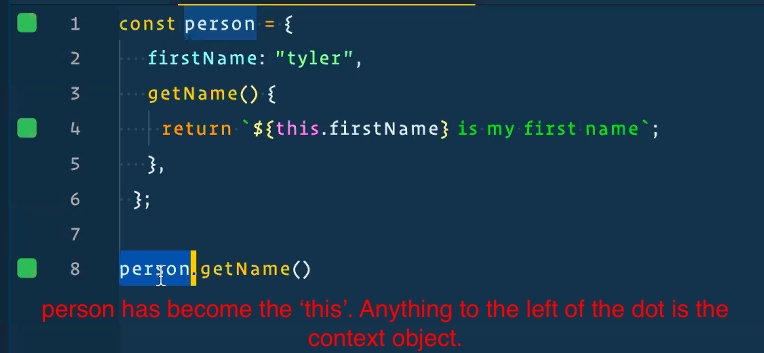 1 const person = {
2 firstName: "tyler",
3 getName() {
4 return `${this.firstName} is my first name`;
5 },
6 };
7
8 person.getName()
person has become the ‘this’. Anything to the left of the dot is the
context object.